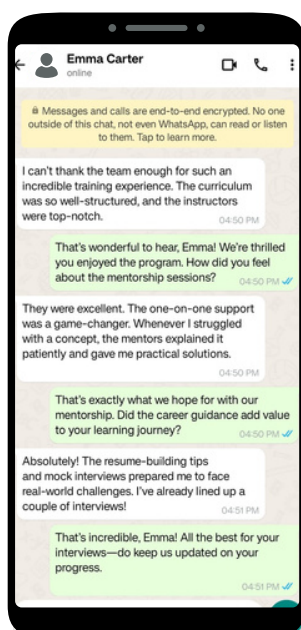 Emma Carter
online
Messages and calls are end-to-end encrypted. No one
outside of this chat, not even WhatsApp, can read or listen
to them. Tap to learn more.
I can't thank the team enough for such an
incredible training experience. The curriculum
was so well-structured, and the instructors
were top-notch.
04:50 PM
That's wonderful to hear, Emma! We're thrilled
you enjoyed the program. How did you feel
about the mentorship sessions?
04:50 PM
They were excellent. The one-on-one support
was a game-changer. Whenever I struggled
with a concept, the mentors explained it
patiently and gave me practical solutions.
04:50 PM
That's exactly what we hope for with our
mentorship. Did the career guidance add value
to your learning journey?
04:50 PM
Absolutely! The resume-building tips
and mock interviews prepared me to face
real-world challenges. I've already lined up a
couple of interviews!
04:51 PM
That's incredible, Emma! All the best for your
interviews—do keep us updated on your
progress.
04:51 PM